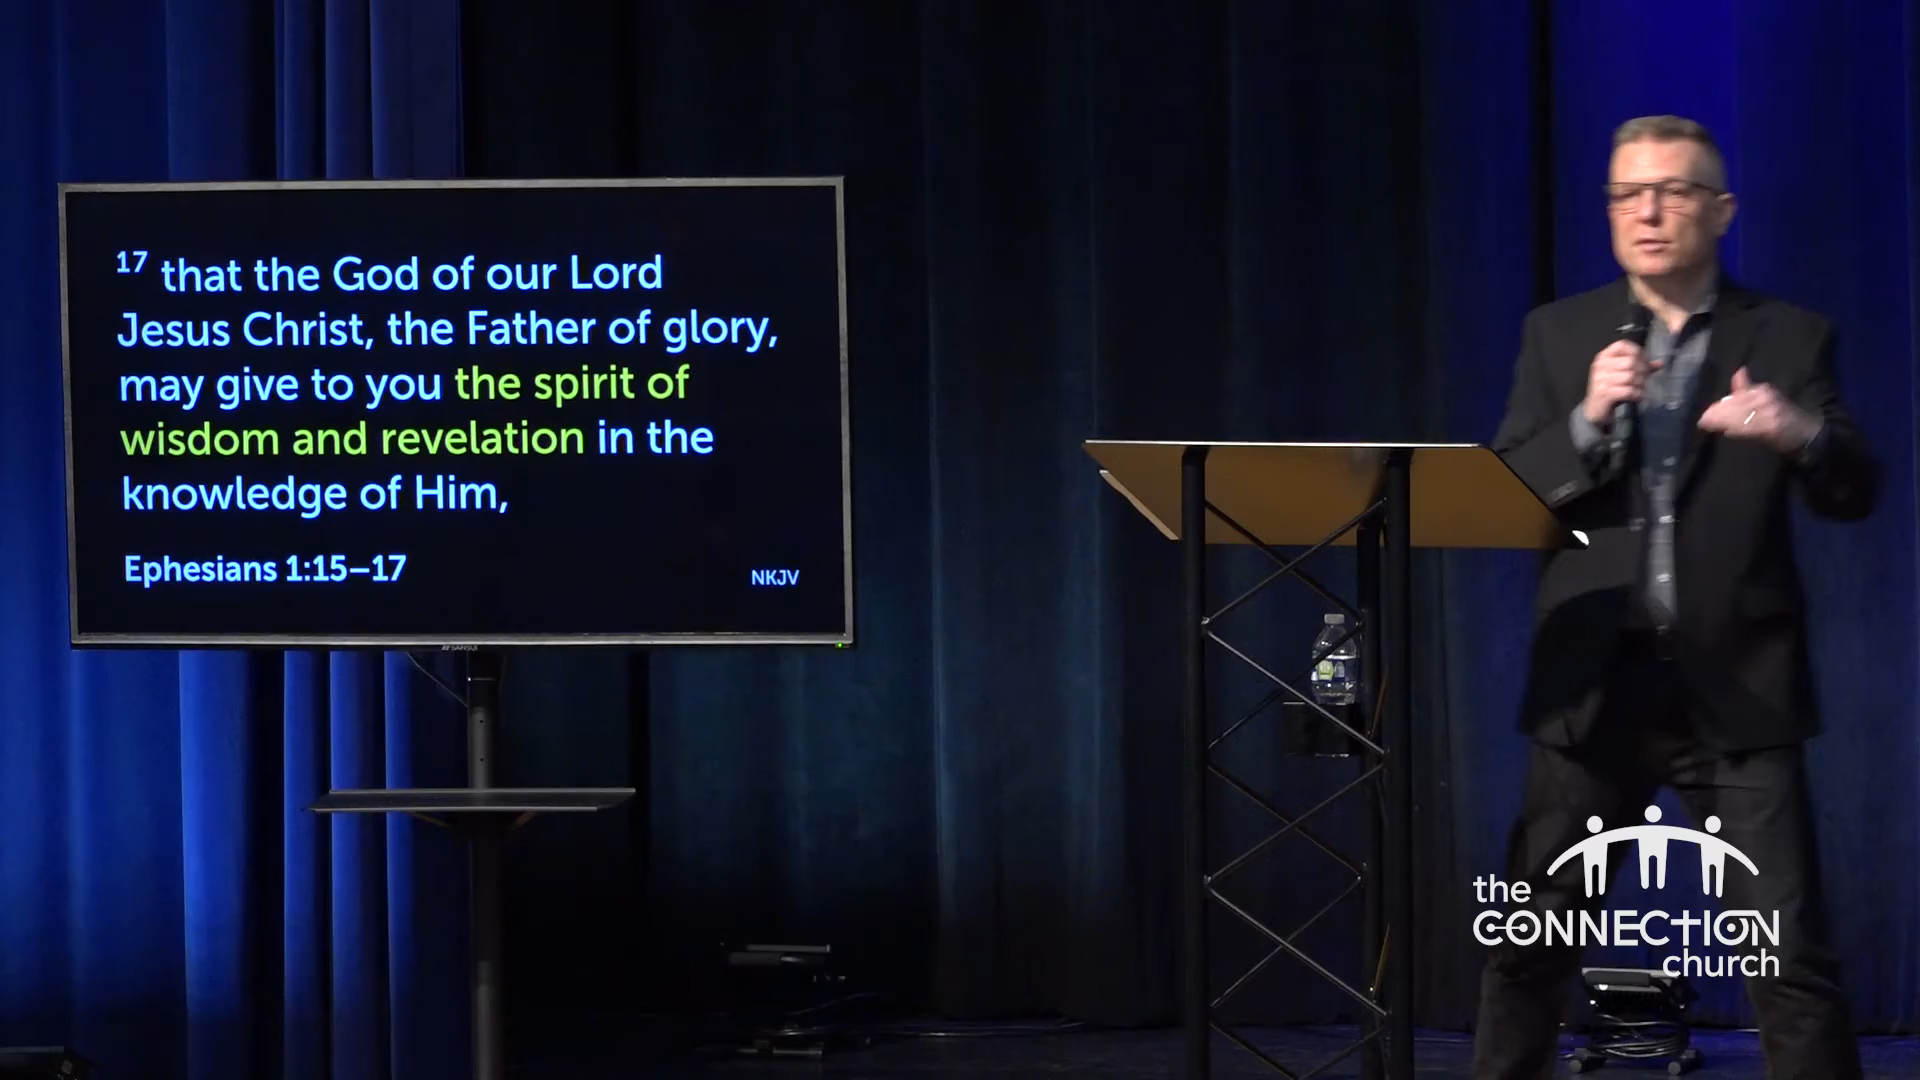 17 that the God of our Lord
Jesus Christ, the Father of glory,
may give to you the spirit of
wisdom and revelation in the
knowledge of Him,
Ephesians 1:15–17
NKJV
SANSUI
the
CONNECTION
church